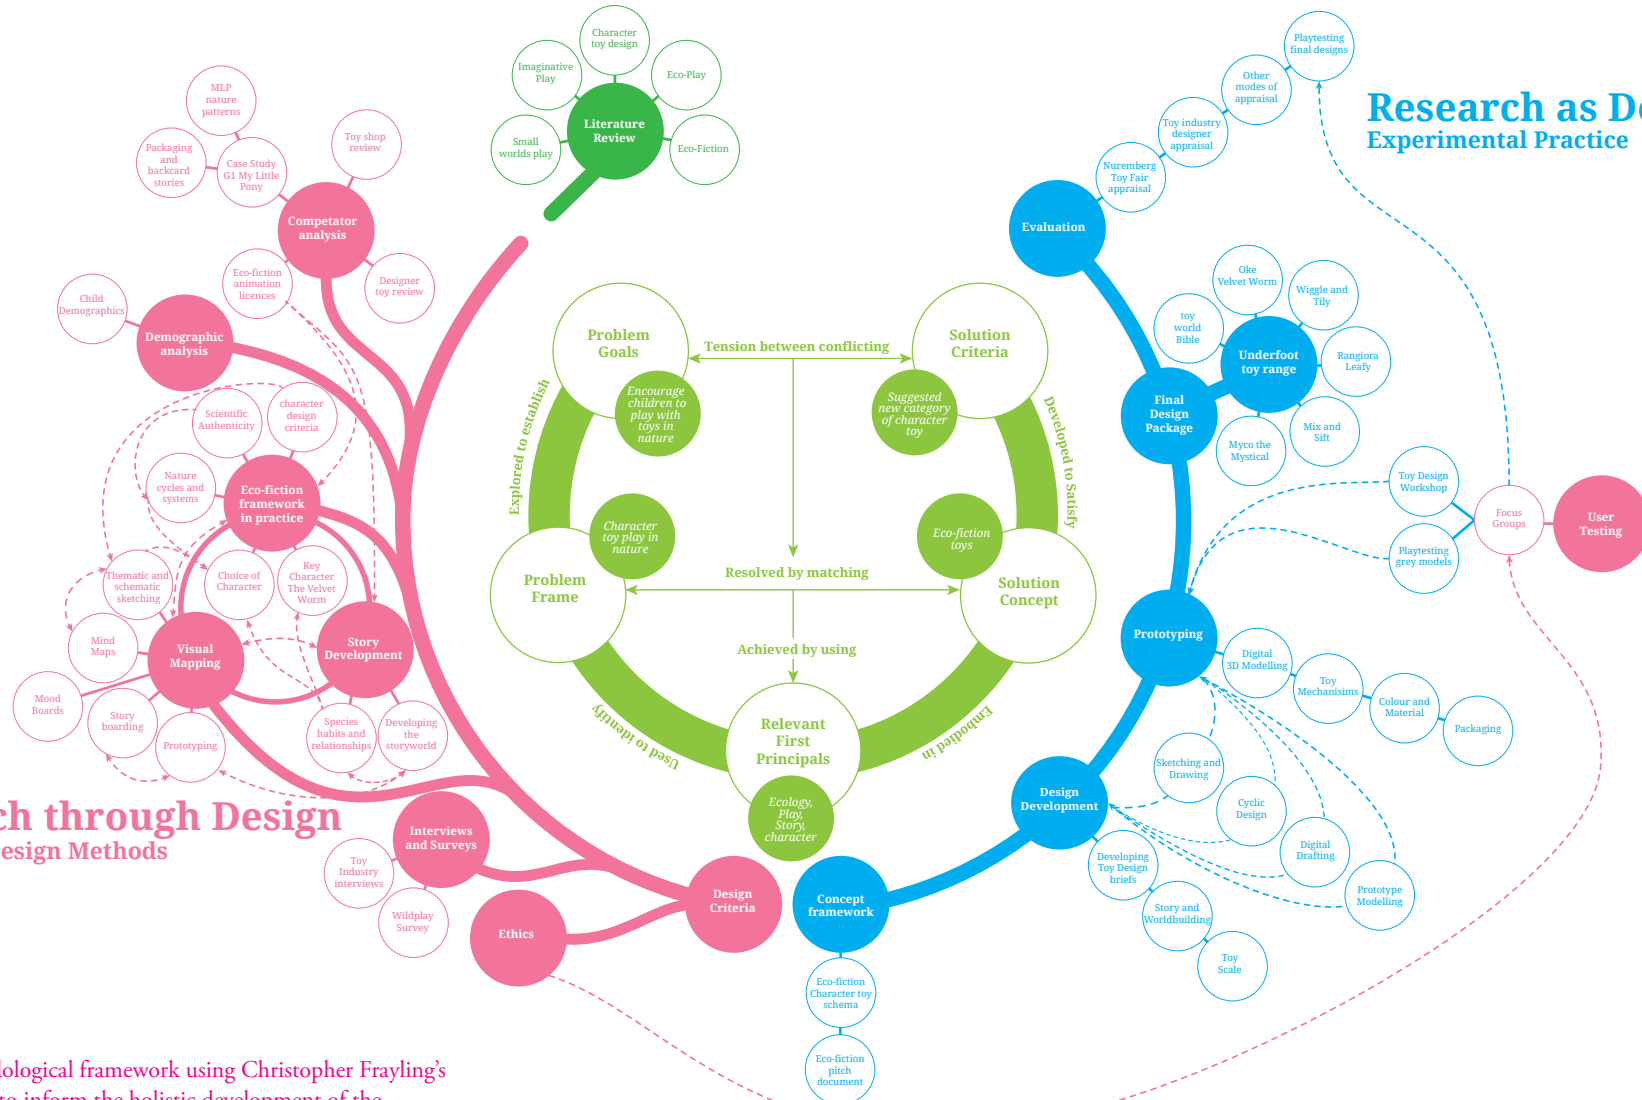 Character
toy design
Imaginative
Play
Eco-Play
Small
worlds play
Literature
Review
Eco-Fiction
MLP
nature
patterns
Toy shop
review
Packaging
and
backcard
stories
Case Study
G1 My Little
Pony
Competator
analysis
Eco-fiction
animation
licences
Designer
toy review
Child
Demographics
Demographic
analysis
Scientific
Authenticity
character
design
criteria
Nature
cycles and
systems
Eco-fiction
framework
in practice
Thematic and
schematic
sketching
Choice of
Character
Key
Character
The Velvet
Worm
Mind
Maps
Visual
Mapping
Story
Development
Mood
Boards
Story
boarding
Prototyping
Species
habits and
relationships
Developing
the
storyworld
ch through Design
esign Methods
Interviews
and Surveys
Toy
Industry
interviews
Wildplay
Survey
Ethics
Design
Criteria
Problem
Goals
Encourage
children to
play with
toys in
nature
Tension between conflicting
Solution
Criteria
Suggested
new category
of character
toy
Explored to establish
Developed to Satisfy
Character
toy play in
nature
Problem
Frame
Resolved by matching
Eco-fiction
toys
Solution
Concept
Achieved by using
Used to identify
Embodied in
Relevant
First
Principals
Ecology,
Play,
Story,
character
Research as De
Experimental Practice
Playtesting
final designs
Other
modes of
appraisal
Toy industry
designer
appraisal
Nuremberg
Toy Fair
appraisal
Evaluation
Oke
Velvet Worm
Wiggle and
Tily
toy
world
Bible
Underfoot
toy range
Rangiora
Leafy
Final
Design
Package
Myco the
Mystical
Mix and
Sift
Toy Design
Workshop
Focus
Groups
User
Testing
Playtesting
grey models
Prototyping
Digital
3D Modelling
Toy
Mechanisims
Colour and
Material
Packaging
Sketching and
Drawing
Cyclic
Design
Digital
Drafting
Prototype
Modelling
Design
Development
Developing
Toy Design
briefs
Story and
Worldbuilding
Toy
Scale
Concept
framework
Eco-fiction
Character toy
schema
Eco-fiction
pitch
document
lological framework using Christopher Frayling's
to inform the holistic development of the